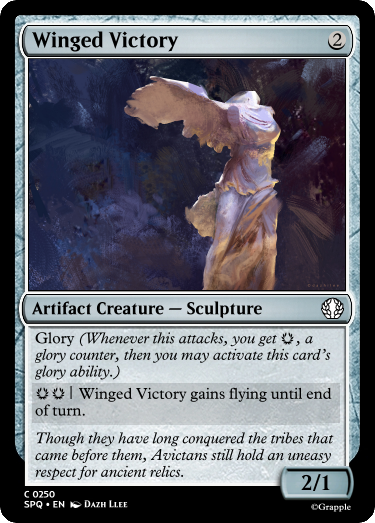 Winged Victory 2
Artifact Creature — Sculpture
Glory (Whenever this attacks, you get , a
glory counter, then you may activate this card's
glory ability.)
| Winged Victory gains flying until end
of turn.
Though they have long conquered the tribes that
came before them, Avictans still hold an uneasy
respect for ancient relics.
2/1
C 0250
SPQ • EN DAZH LLEE
©Grapple